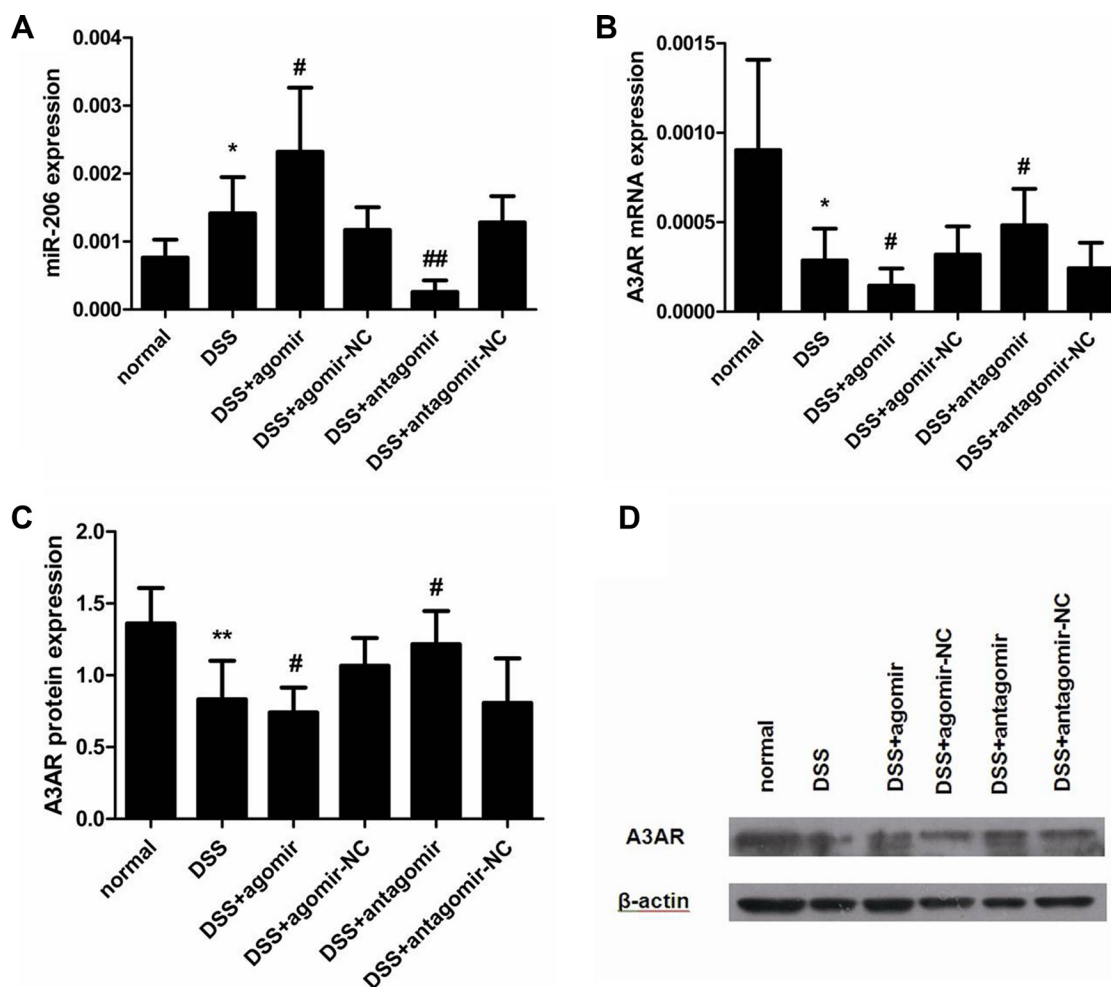 A
miR-206 expression
0.004
0.003
0.002
0.001
0.000
*
#
##
normal
DSS
DSS+agomir
DSS+agomir-NC
DSS+antagomir
DSS+antagomir-NC
B
A3AR mRNA expression
0.0015
0.0010
0.0005
0.0000
*
#
#
normal
DSS
DSS+agomir
DSS+agomir-NC
DSS+antagomir
DSS+antagomir-NC
C
A3AR protein expression
2.0
1.5
1.0
0.5
0.0
**
#
#
normal
DSS
DSS+agomir
DSS+agomir-NC
DSS+antagomir
DSS+antagomir-NC
D
normal
DSS
DSS+agomir
DSS+agomir-NC
DSS+antagomir
DSS+antagomir-NC
A3AR
β-actin